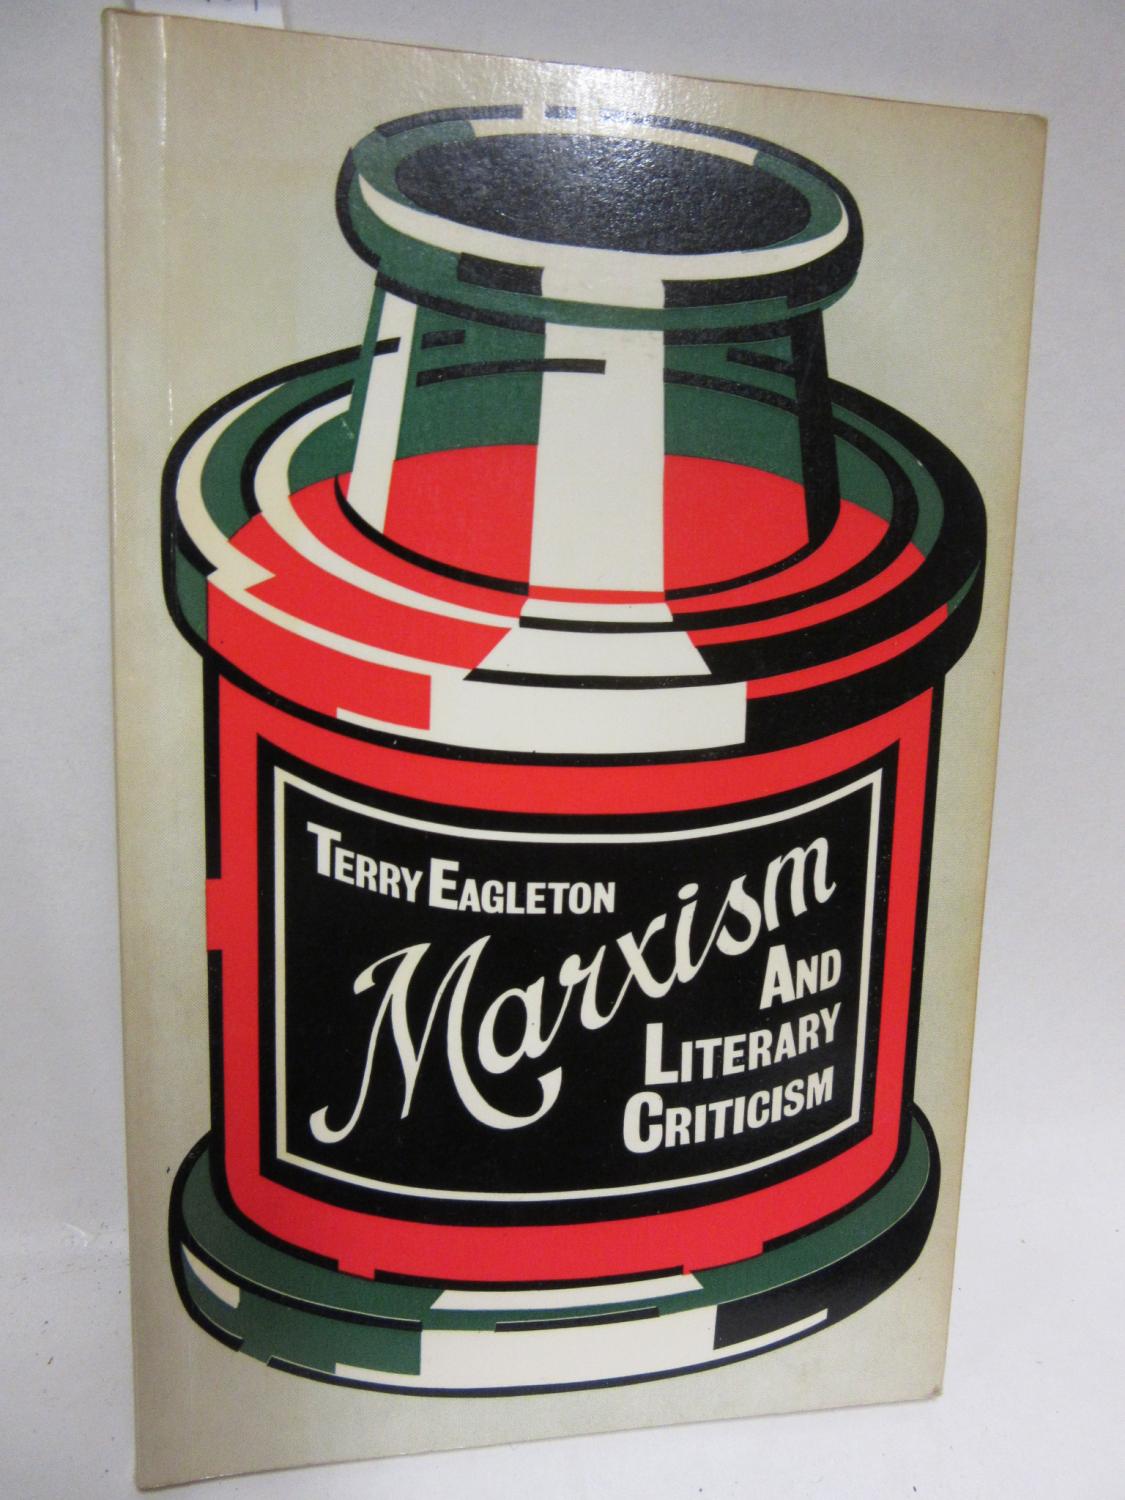 TERRY EAGLETON
Marxism
AND
LITERARY
CRITICISM